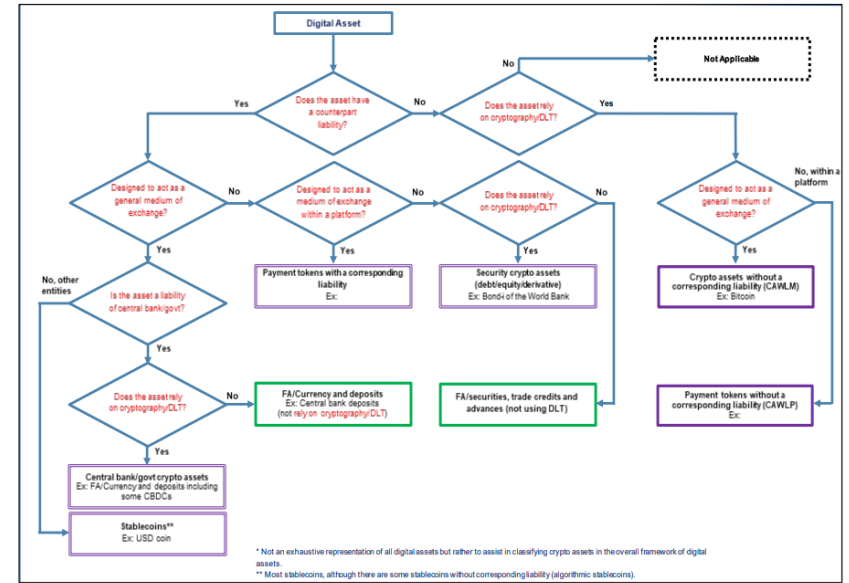 Digital Asset
Not Applicable
No
Does the asset have
a counterpart
liability?
Yes
No
Does the asset rely
on cryptography/DLT?
Yes
Designed to act as a
general medium of
exchange?
No
Designed to act as a
medium of exchange
within a platform?
No
Does the asset rely
on cryptography/DLT?
No
Designed to act as a
general medium of
exchange?
No, within a
platform
Yes
Yes
Yes
Yes
No, other
entities
Is the asset a liability
of central bank/govt?
Payment tokens with a corresponding
liability
Ex:
Security crypto assets
(debt/equity/derivative)
Ex: Bond-i of the World Bank
Crypto assets without a
corresponding liability (CAWLM)
Ex: Bitcoin
Yes
Does the asset rely
on cryptography/DLT?
No
FA/Currency and deposits
Ex: Central bank deposits
(not rely on cryptography/DLT)
FA/securities, trade credits and
advances (not using DLT)
Payment tokens without a
corresponding liability (CAWLP)
Ex:
Yes
Central bank/govt crypto assets
Ex: FA/Currency and deposits including
some CBDCs
Stablecoins**
Ex: USD coin
* Not an exhaustive representation of all digital assets but rather to assist in classifying crypto assets in the overall framework of digital
assets.
** Most stablecoins, although there are some stablecoins without corresponding liability (algorithmic stablecoins).